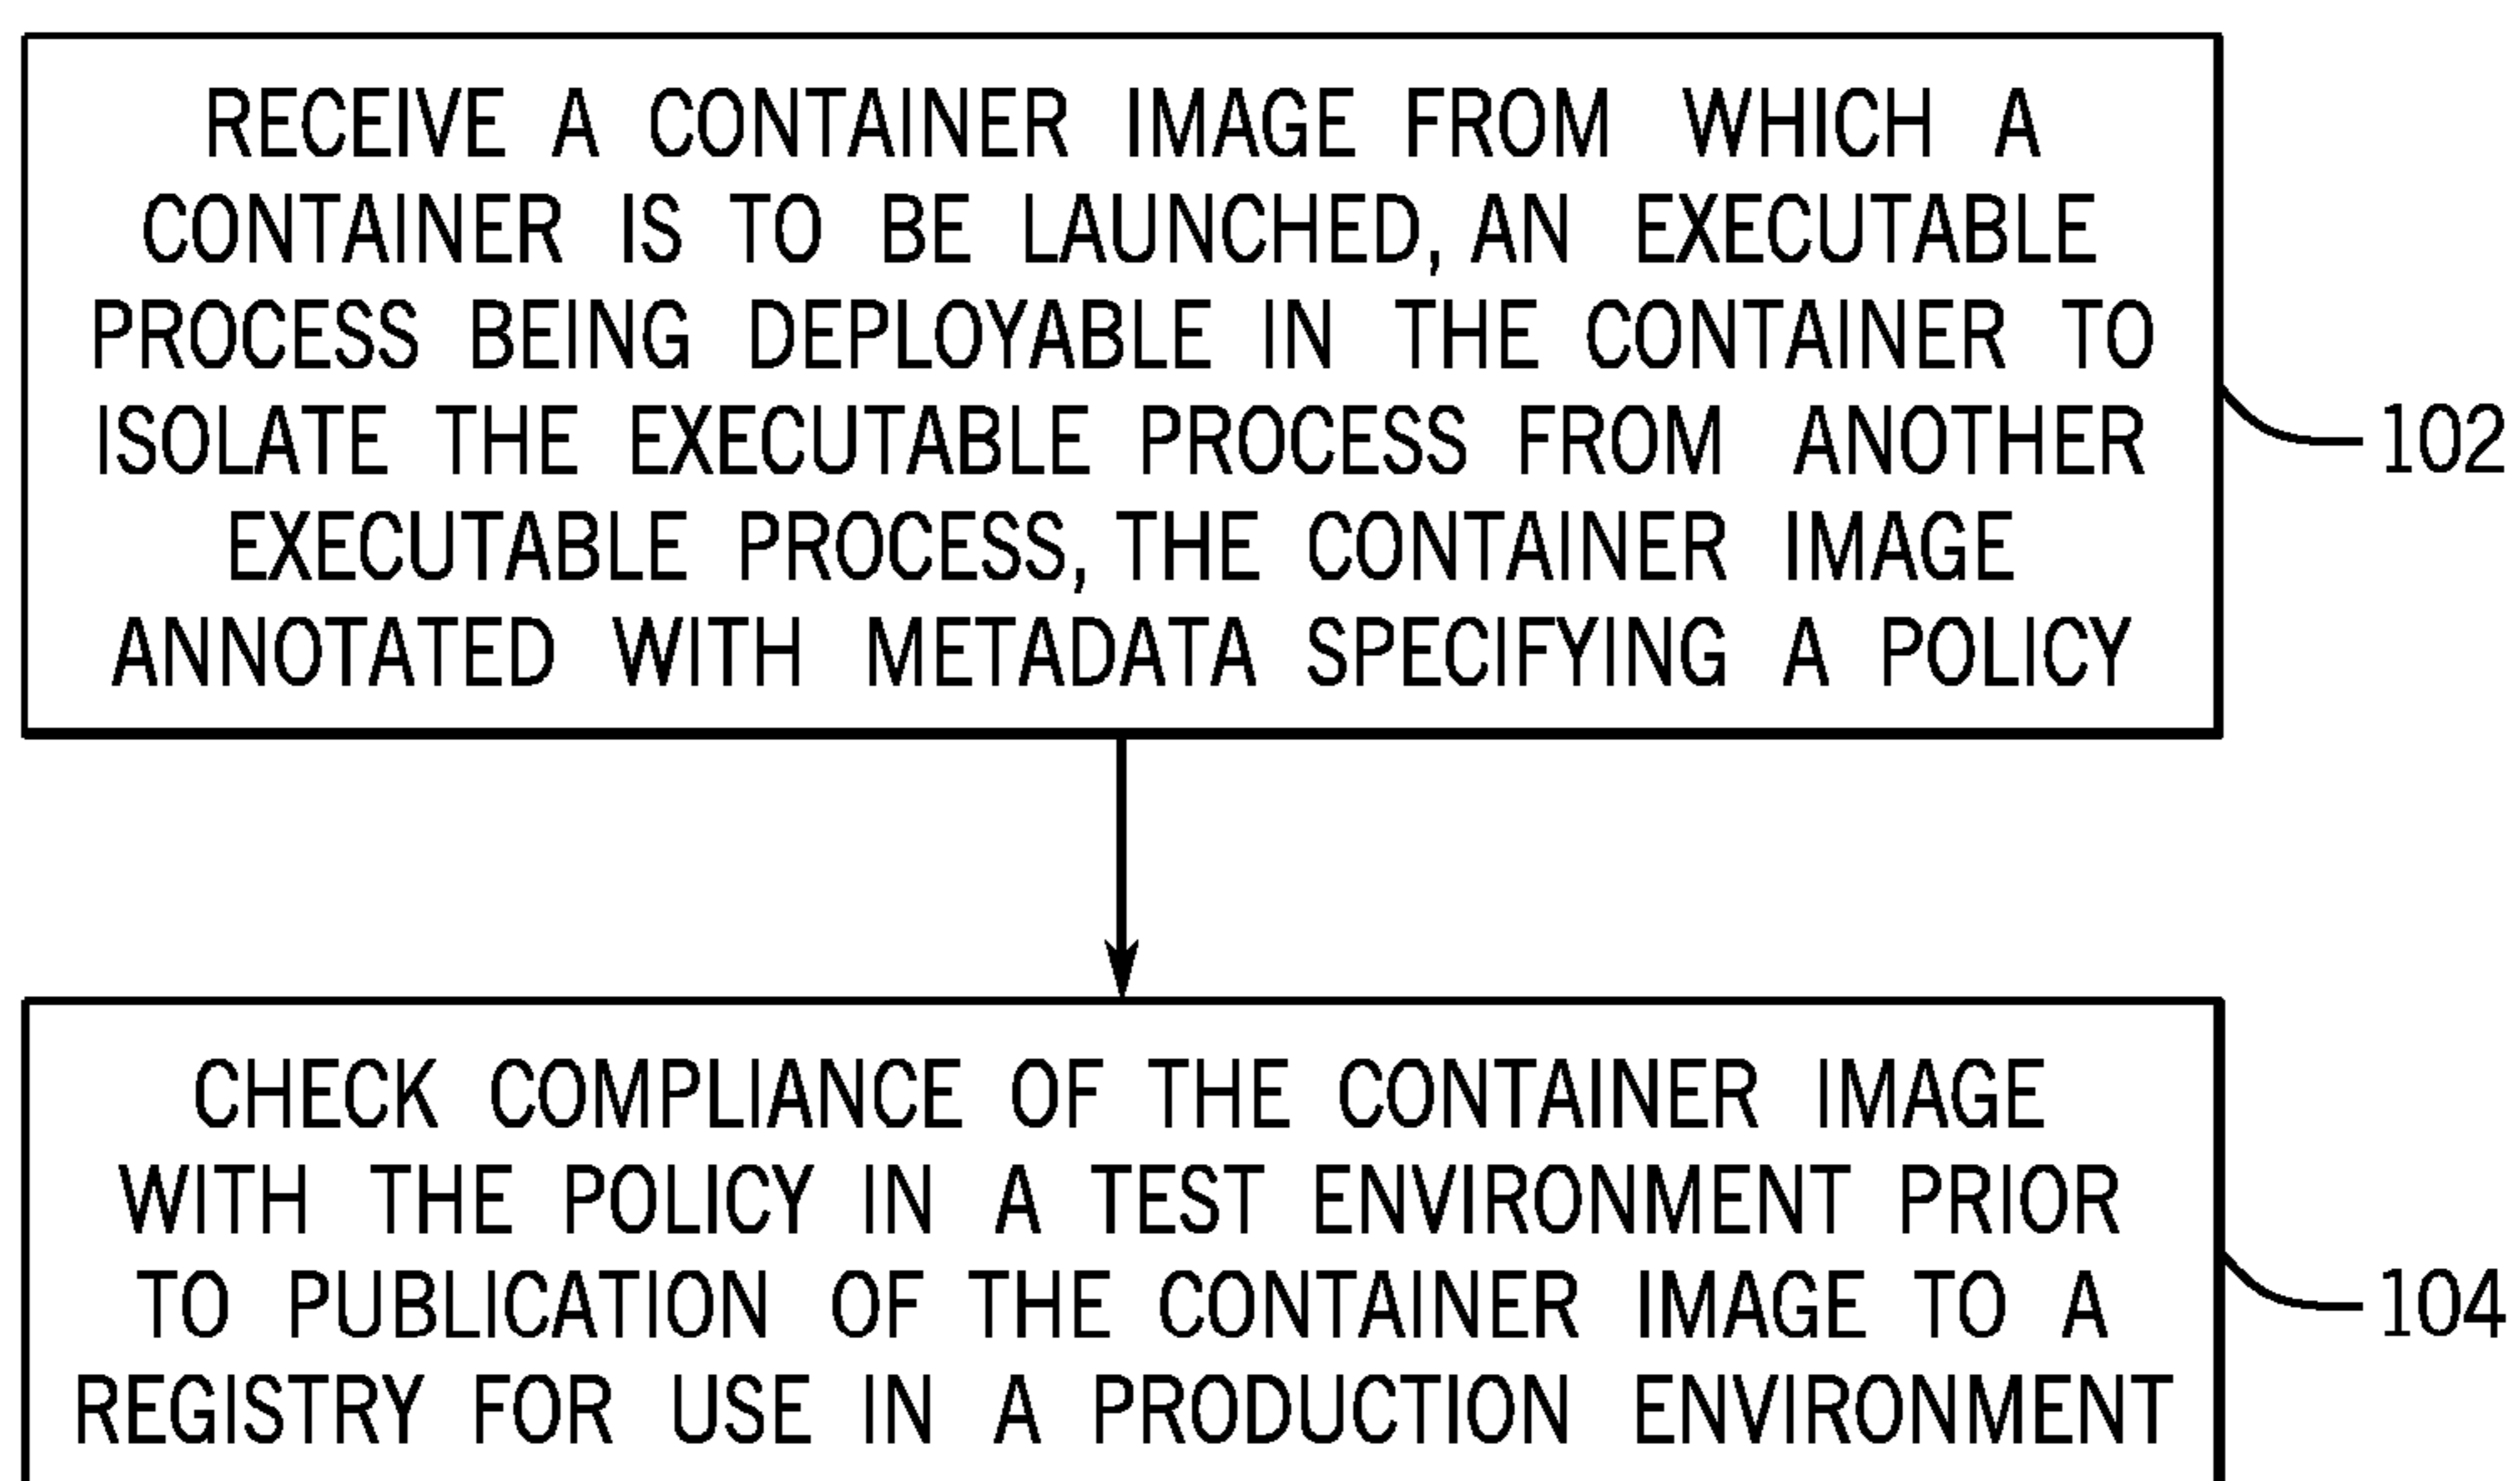 RECEIVE A CONTAINER IMAGE FROM WHICH A
CONTAINER IS TO BE LAUNCHED, AN EXECUTABLE
PROCESS BEING DEPLOYABLE IN THE CONTAINER TO
ISOLATE THE EXECUTABLE PROCESS FROM ANOTHER
EXECUTABLE PROCESS, THE CONTAINER IMAGE
ANNOTATED WITH METADATA SPECIFYING A POLICY
102
CHECK COMPLIANCE OF THE CONTAINER IMAGE
WITH THE POLICY IN A TEST ENVIRONMENT PRIOR
TO PUBLICATION OF THE CONTAINER IMAGE TO A
REGISTRY FOR USE IN A PRODUCTION ENVIRONMENT
104